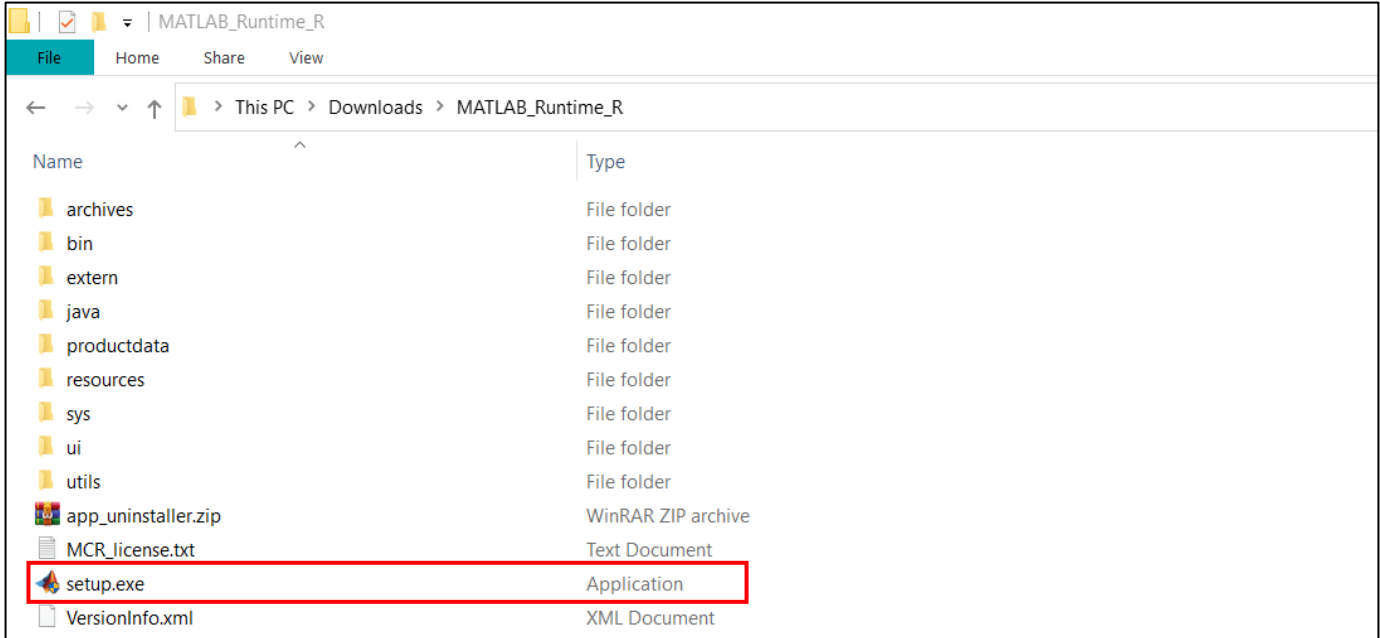 MATLAB_Runtime_R
File Home Share View
This PC > Downloads > MATLAB_Runtime_R
Name Type
archives File folder
bin File folder
extern File folder
java File folder
productdata File folder
resources File folder
sys File folder
ui File folder
utils File folder
app_uninstaller.zip WinRAR ZIP archive
MCR_license.txt Text Document
setup.exe Application
VersionInfo.xml XML Document